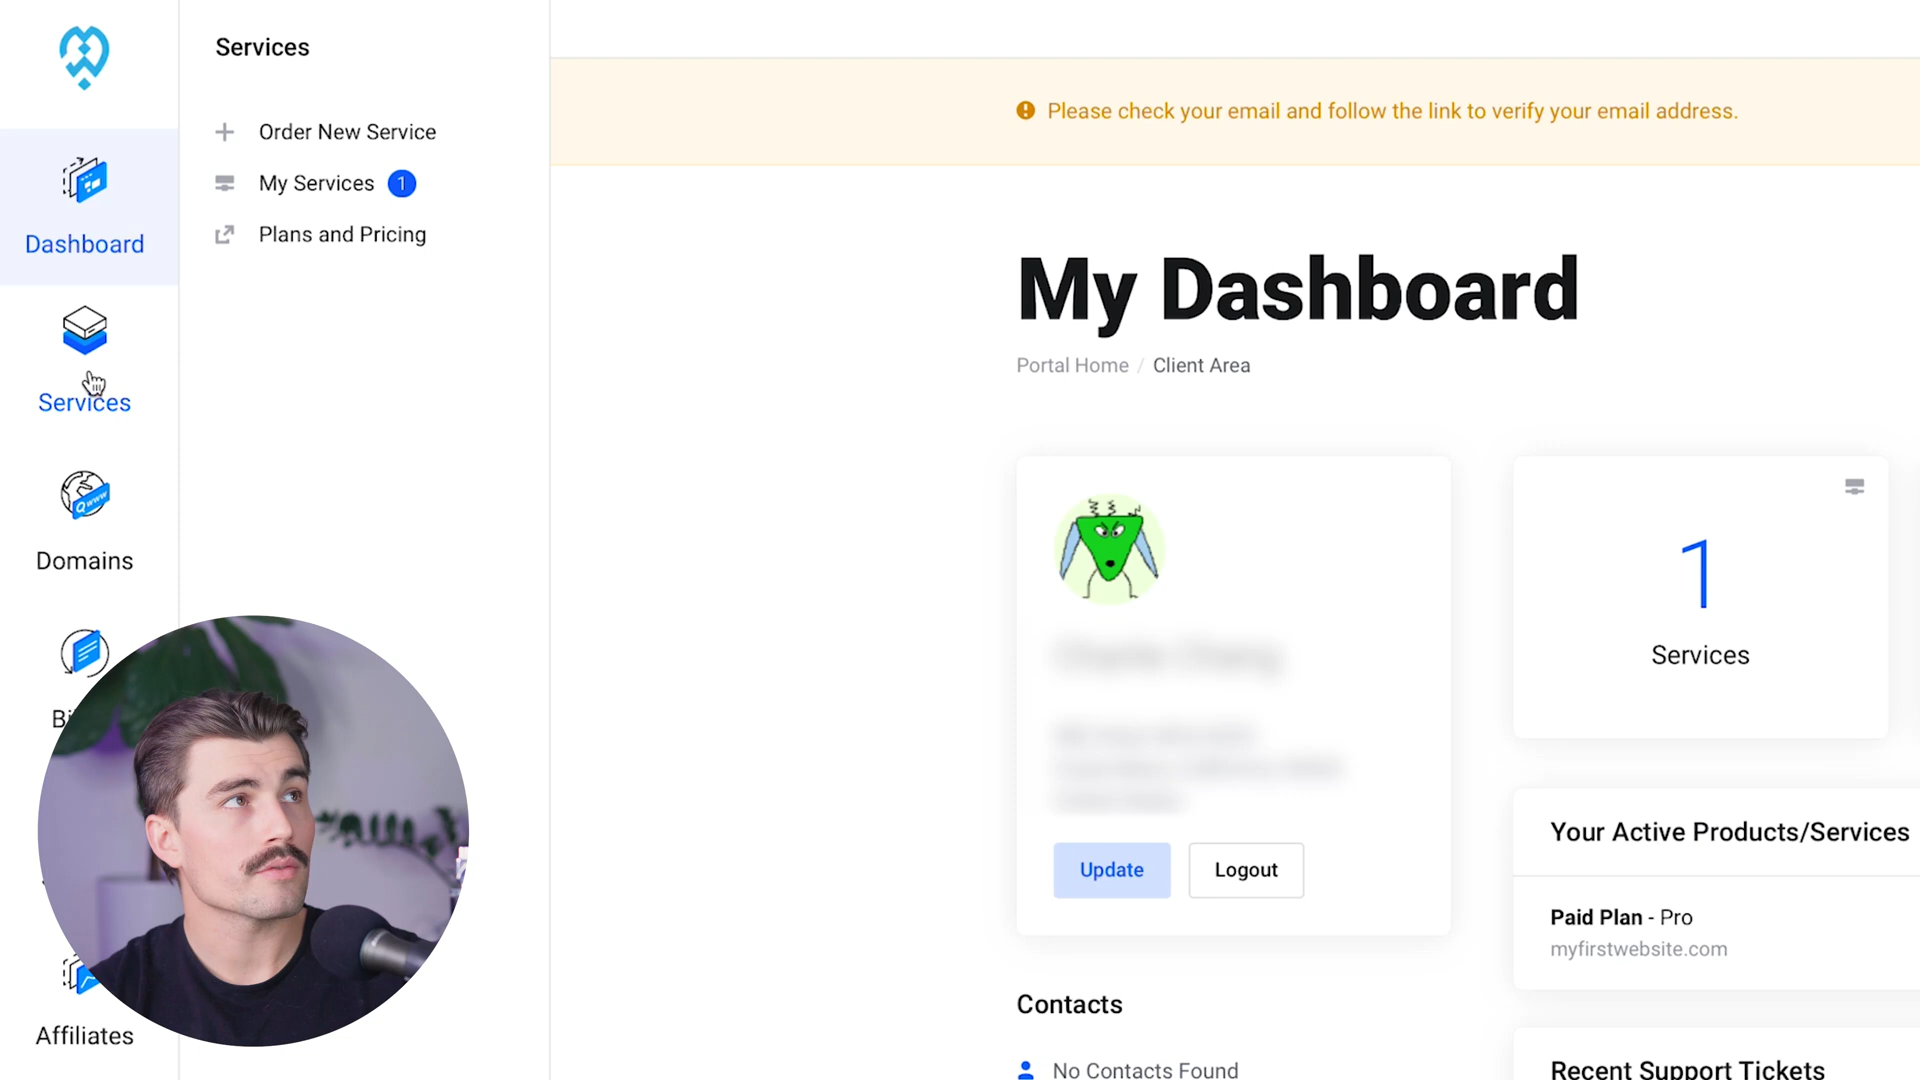 Services
Order New Service
My Services 1
Plans and Pricing
Dashboard
Services
Domains
Bi
Affiliates
Please check your email and follow the link to verify your email address.
My Dashboard
Portal Home / Client Area
Update
Logout
Contacts
No Contacts Found
1
Services
Your Active Products/Services
Paid Plan - Pro
myfirstwebsite.com
Recent Support Tickets
Q www